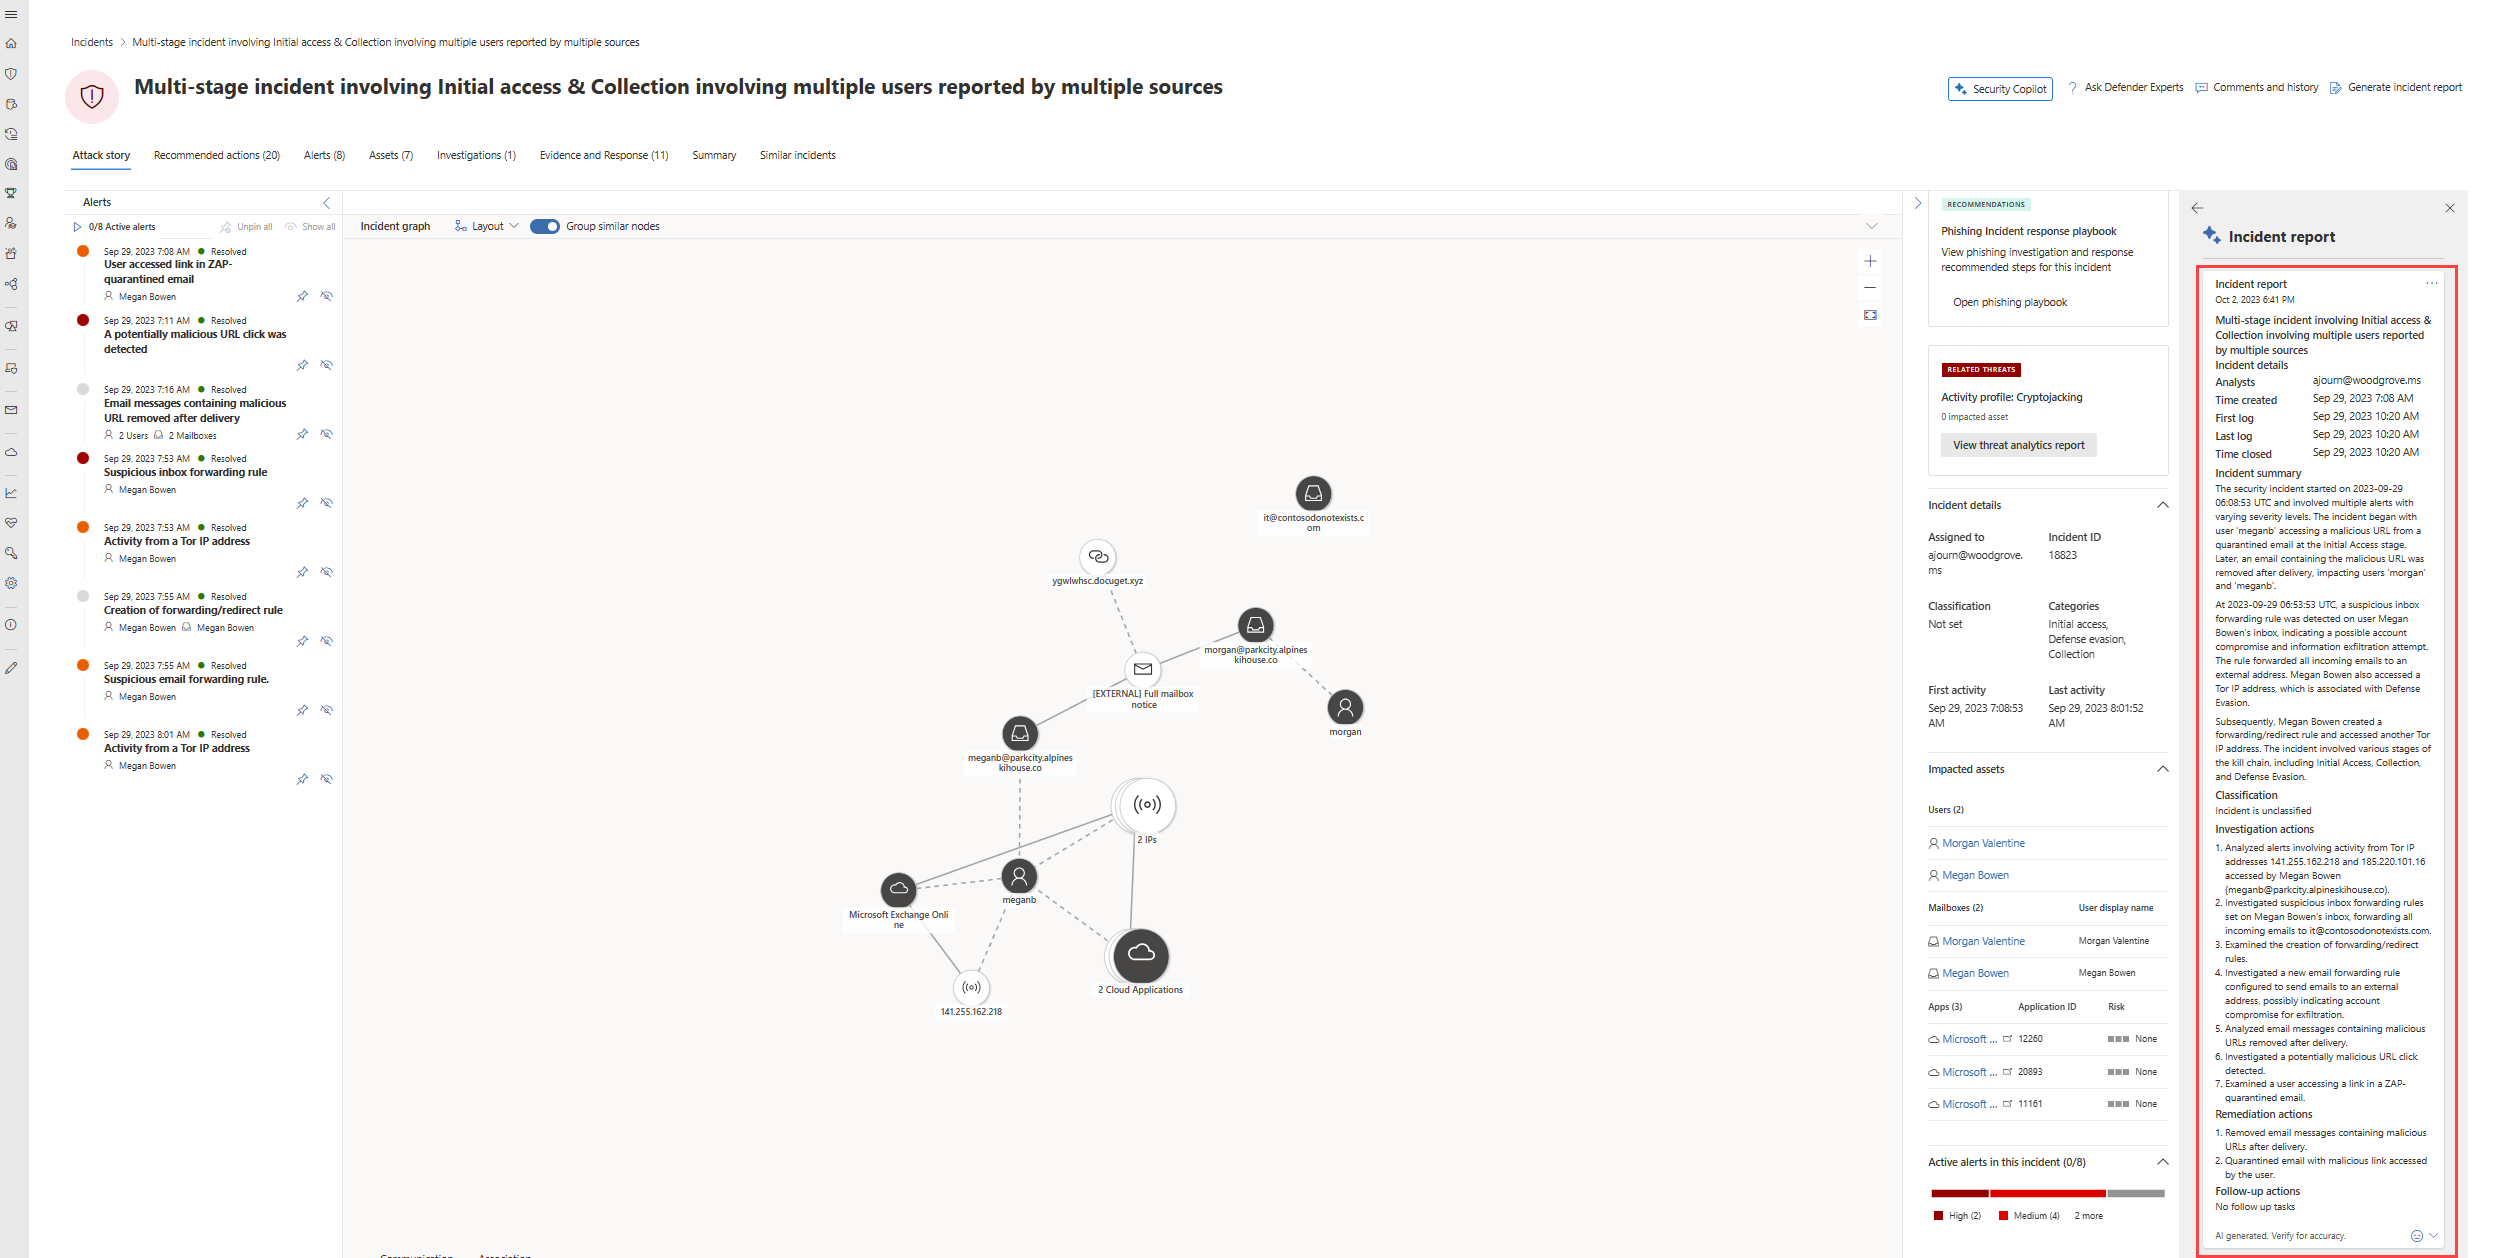 Incidents > Multi-stage incident involving Initial access & Collection involving multiple users reported by multiple sources
Multi-stage incident involving Initial access & Collection involving multiple users reported by multiple sources
Security Copilot
? Ask Defender Experts
Comments and history
Generate incident report
Attack story
Recommended actions (20)
Alerts (8)
Assets (7)
Investigations (1)
Evidence and Response (11)
Summary
Similar incidents
Alerts
0/8 Active alerts
Unpin all
Show all
Sep 29, 2023 7:08 AM Resolved
User accessed link in ZAP-
quarantined email
Megan Bowen
Sep 29, 2023 7:11 AM Resolved
A potentially malicious URL click was
detected
Sep 29, 2023 7:16 AM Resolved
Email messages containing malicious
URL removed after delivery
2 Users 2 Mailboxes
Sep 29, 2023 7:53 AM Resolved
Suspicious inbox forwarding rule
Megan Bowen
Sep 29, 2023 7:53 AM Resolved
Activity from a Tor IP address
Megan Bowen
Sep 29, 2023 7:55 AM Resolved
Creation of forwarding/redirect rule
Megan Bowen Megan Bowen
Sep 29, 2023 7:55 AM Resolved
Suspicious email forwarding rule.
Megan Bowen
Sep 29, 2023 8:01 AM Resolved
Activity from a Tor IP address
Megan Bowen
Incident graph
Layout
Group similar nodes
it@contosodonotexists.c
om
ygwlwhsc.docuget.xyz
morgan@parkcity.alpines
kihouse.co
[EXTERNAL] Full mailbox
notice
morgan
meganb@parkcity.alpines
kihouse.co
2 IPs
meganb
Microsoft Exchange Onli
ne
2 Cloud Applications
141.255.162.218
Communication
Association
RECOMMENDATIONS
Phishing Incident response playbook
View phishing investigation and response
recommended steps for this incident
Open phishing playbook
RELATED THREATS
Activity profile: Cryptojacking
0 impacted asset
View threat analytics report
Incident details
Assigned to
ajourn@woodgrove.
ms
Incident ID
18823
Classification
Not set
Categories
Initial access,
Defense evasion,
Collection
First activity
Sep 29, 2023 7:08:53
AM
Last activity
Sep 29, 2023 8:01:52
AM
Impacted assets
Users (2)
Morgan Valentine
Megan Bowen
Mailboxes (2) User display name
Morgan Valentine Morgan Valentine
Megan Bowen Megan Bowen
Apps (3) Application ID Risk
Microsoft ... 12260 None
Microsoft ... 20893 None
Microsoft ... 11161 None
Active alerts in this incident (0/8)
High (2) Medium (4) 2 more
Incident report
Incident report
...
Oct 2, 2023 6:41 PM
Multi-stage incident involving Initial access &
Collection involving multiple users reported
by multiple sources
Incident details
Analysts ajourn@woodgrove.ms
Time created Sep 29, 2023 7:08 AM
First log Sep 29, 2023 10:20 AM
Last log Sep 29, 2023 10:20 AM
Time closed Sep 29, 2023 10:20 AM
Incident summary
The security incident started on 2023-09-29
06:08:53 UTC and involved multiple alerts with
varying severity levels. The incident began with
user 'meganb' accessing a malicious URL from a
quarantined email at the Initial Access stage.
Later, an email containing the malicious URL was
removed after delivery, impacting users 'morgan'
and 'meganb'.
At 2023-09-29 06:53:53 UTC, a suspicious inbox
forwarding rule was detected on user Megan
Bowen's inbox, indicating a possible account
compromise and information exfiltration attempt.
The rule forwarded all incoming emails to an
external address. Megan Bowen also accessed a
Tor IP address, which is associated with Defense
Evasion.
Subsequently, Megan Bowen created a
forwarding/redirect rule and accessed another Tor
IP address. The incident involved various stages of
the kill chain, including Initial Access, Collection,
and Defense Evasion.
Classification
Incident is unclassified
Investigation actions
1. Analyzed alerts involving activity from Tor IP
addresses 141.255.162.218 and 185.220.101.16
accessed by Megan Bowen
(meganb@parkcity.alpineskihouse.co).
2. Investigated suspicious inbox forwarding rules
set on Megan Bowen's inbox, forwarding all
incoming emails to it@contosodonotexists.com.
3. Examined the creation of forwarding/redirect
rules.
4. Investigated a new email forwarding rule
configured to send emails to an external
address, possibly indicating account
compromise for exfiltration.
5. Analyzed email messages containing malicious
URLs removed after delivery.
6. Investigated a potentially malicious URL click
detected.
7. Examined a user accessing a link in a ZAP-
quarantined email.
Remediation actions
1. Removed email messages containing malicious
URLs after delivery.
2. Quarantined email with malicious link accessed
by the user.
Follow-up actions
No follow up tasks
AI generated. Verify for accuracy.